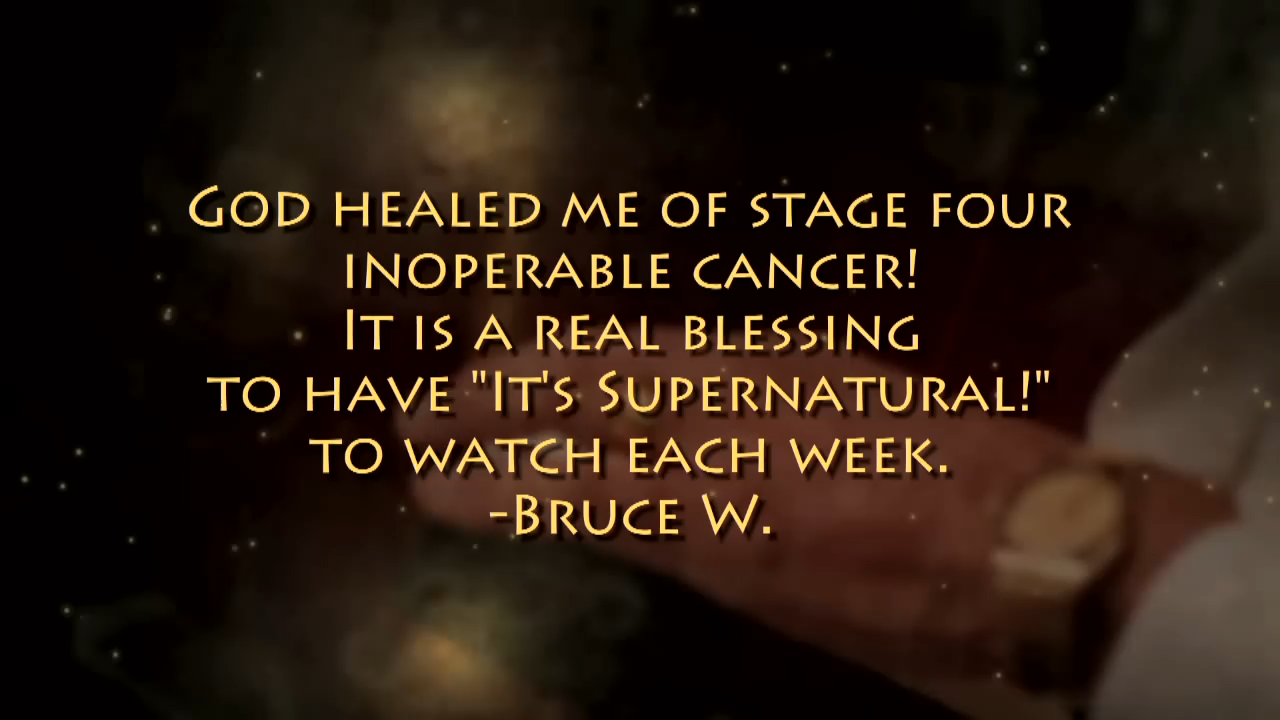 God healed me of stage four
inoperable cancer!
It is a real blessing
to have "It's Supernatural!"
to watch each week.
-Bruce W.